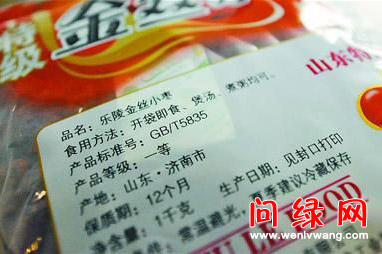 特级
金丝
山东特
品名：乐陵金丝小枣
食用方法：开袋即食、煲汤、煮粥均可。
产品标准号：GB/T5835
产品等级：一等
产地：山东·济南市
保质期：12个月 生产日期：见封口打印
净含量：1千克
常温避光，夏季建议冷藏保存
问绿网
www.wenlvwang.com